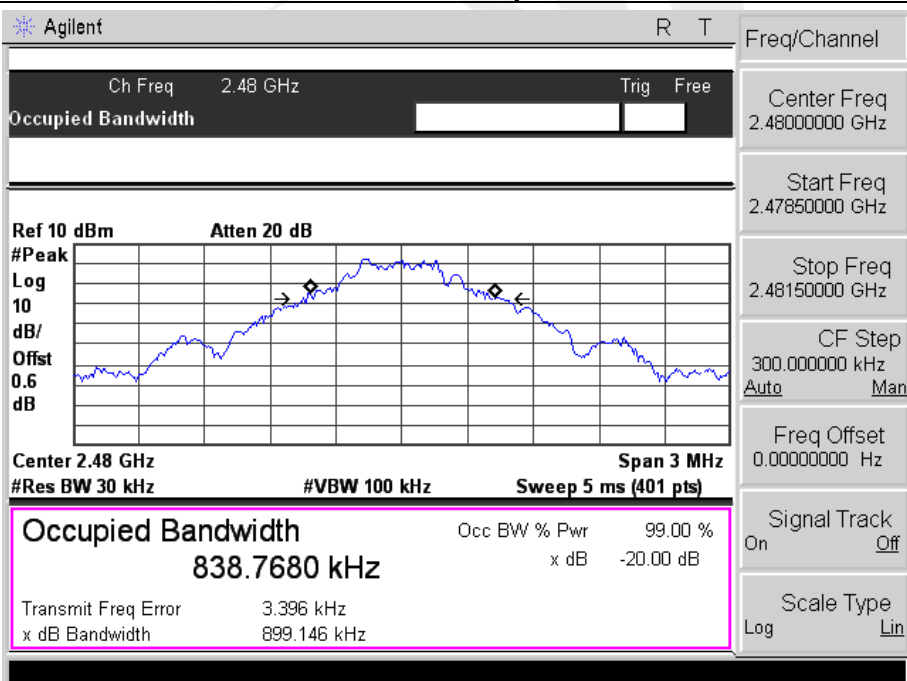 Agilent R T
Ch Freq 2.48 GHz Trig Free
Occupied Bandwidth
Ref 10 dBm Atten 20 dB
#Peak
Log
10
dB/
Offst
0.6
dB
Center 2.48 GHz Span 3 MHz
#Res BW 30 kHz #VBW 100 kHz Sweep 5 ms (401 pts)
Occupied Bandwidth Occ BW % Pwr 99.00 %
838.7680 kHz x dB -20.00 dB
Transmit Freq Error 3.396 kHz
x dB Bandwidth 899.146 kHz
Freq/Channel
Center Freq
2.48000000 GHz
Start Freq
2.47850000 GHz
Stop Freq
2.48150000 GHz
CF Step
300.000000 kHz
Auto Man
Freq Offset
0.00000000 Hz
Signal Track
On Off
Scale Type
Log Lin